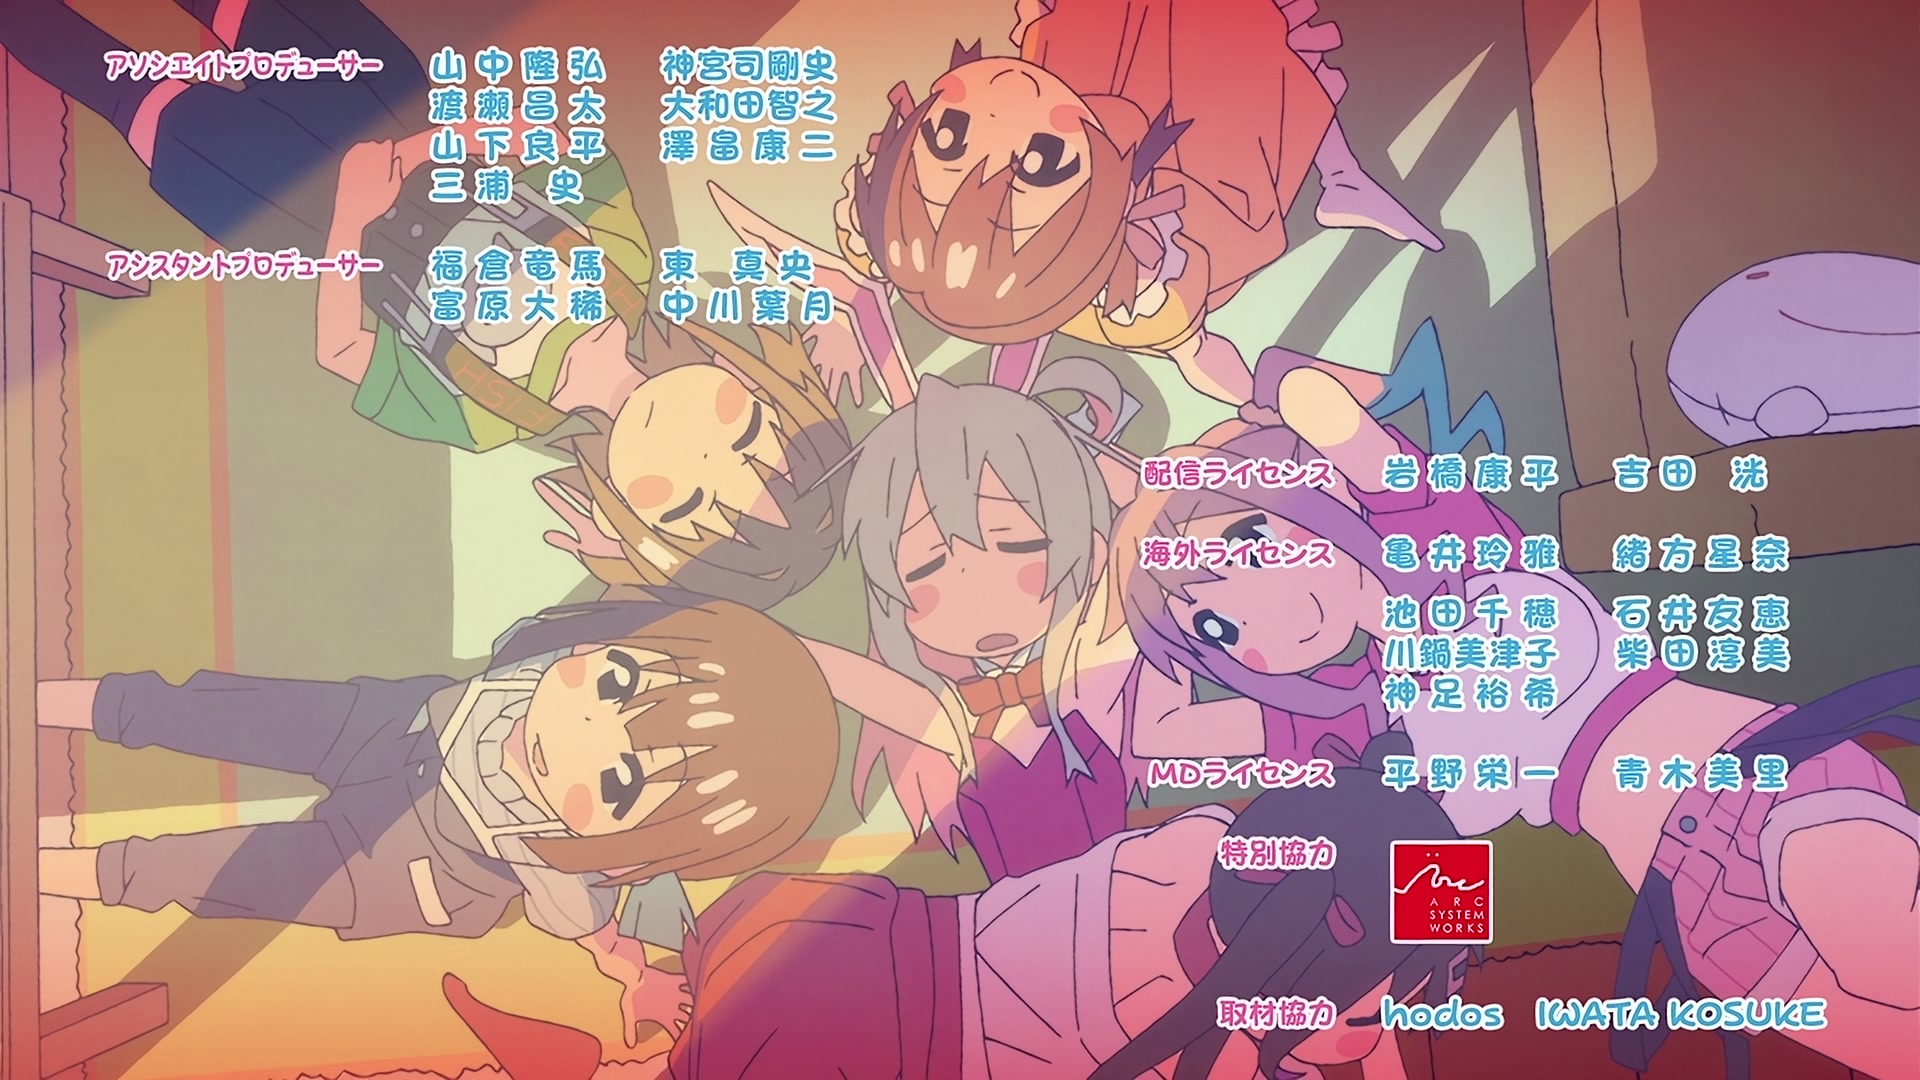 アソシエイトプロデューサー 山中隆弘 神宮司剛史
渡瀬昌太 大和田智之
山下良平 澤畠康二
三浦 史
アシスタントプロデューサー 福倉竜馬 東 真央
富原大稀 中川葉月
FISH
FISH
配信ライセンス 岩橋康平 吉田 洸
海外ライセンス 亀井玲雅 緒方星奈
池田千穂 石井友恵
川鍋美津子 柴田淳美
神足裕希
MDライセンス 平野栄一 青木美里
特別協力
ARC
SYSTEM
WORKS
取材協力 hodos IWATA KOSUKE